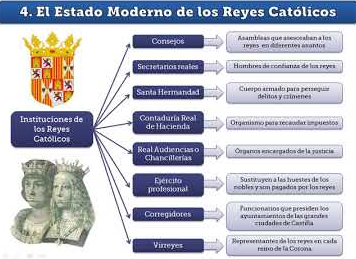 4. El Estado Moderno de los Reyes Católicos
Instituciones de
los Reyes
Católicos
Consejos
Asambleas que asesoraban a los
reyes en diferentes asuntos
Secretarios reales
Hombres de confianza de los reyes
Santa Hermandad
Cuerpo armado para perseguir
delitos y crímenes
Contaduría Real
de Hacienda
Organismo para recaudar impuestos
Real Audiencias o
Chancillerías
Órganos encargados de la justicia
Ejército
profesional
Sustituyen a las huestes de los
nobles y son pagados por los reyes
Corregidores
Funcionarios que presiden los
ayuntamientos de las grandes
ciudades de Castilla
Virreyes
Representantes de los reyes en cada
reino de la Corona